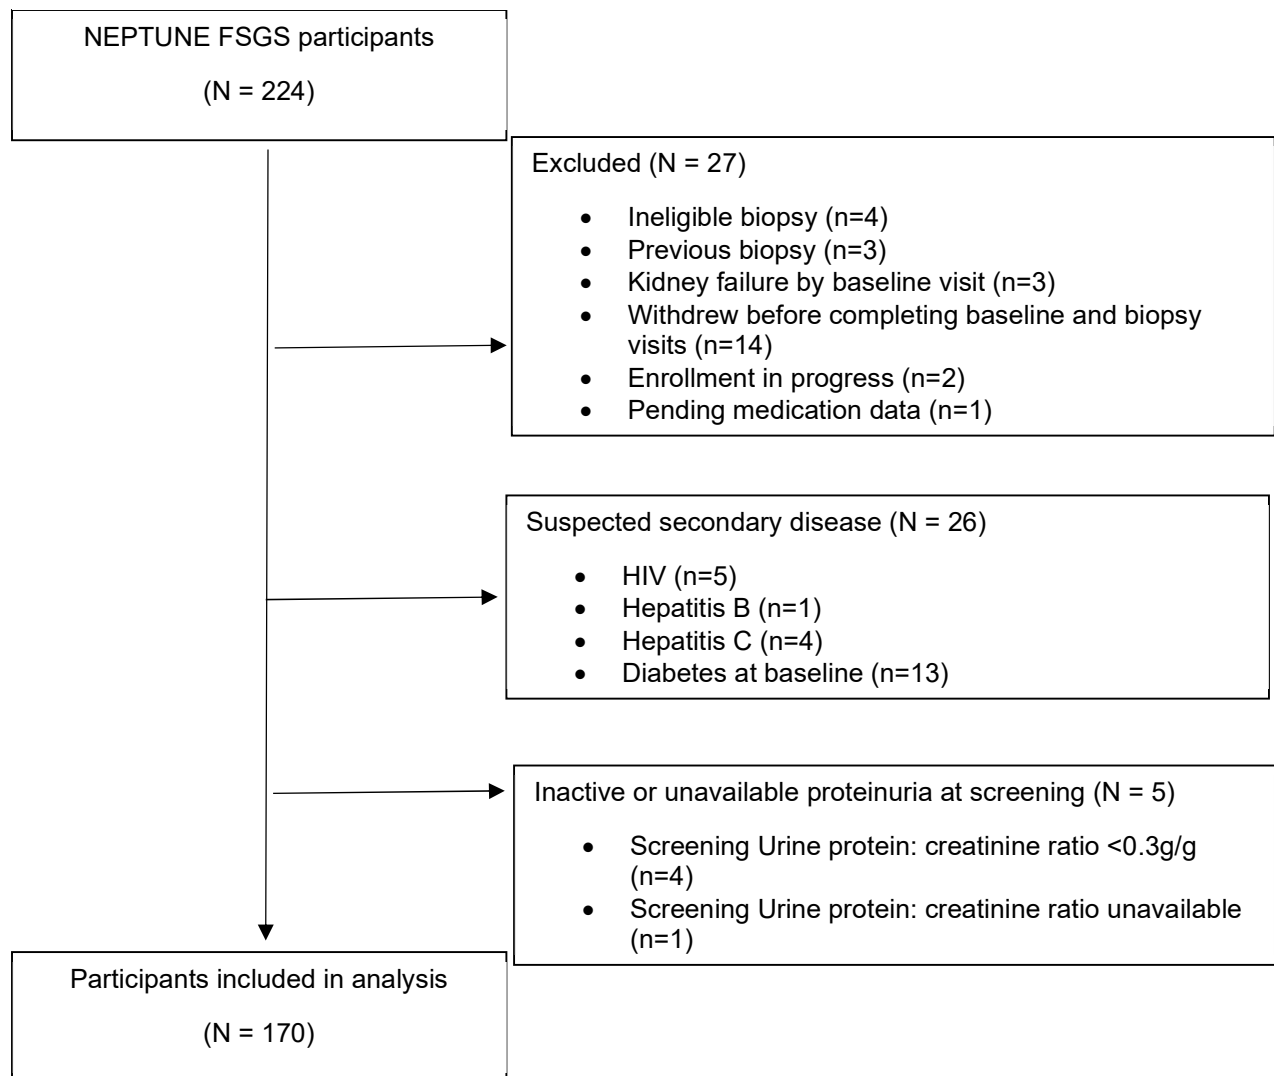 NEPTUNE FSGS participants
(N = 224)
Excluded (N = 27)
• Ineligible biopsy (n=4)
• Previous biopsy (n=3)
• Kidney failure by baseline visit (n=3)
• Withdrew before completing baseline and biopsy
visits (n=14)
• Enrollment in progress (n=2)
• Pending medication data (n=1)
Suspected secondary disease (N = 26)
• HIV (n=5)
• Hepatitis B (n=1)
• Hepatitis C (n=4)
• Diabetes at baseline (n=13)
Inactive or unavailable proteinuria at screening (N = 5)
• Screening Urine protein: creatinine ratio <0.3g/g
(n=4)
• Screening Urine protein: creatinine ratio unavailable
(n=1)
Participants included in analysis
(N = 170)